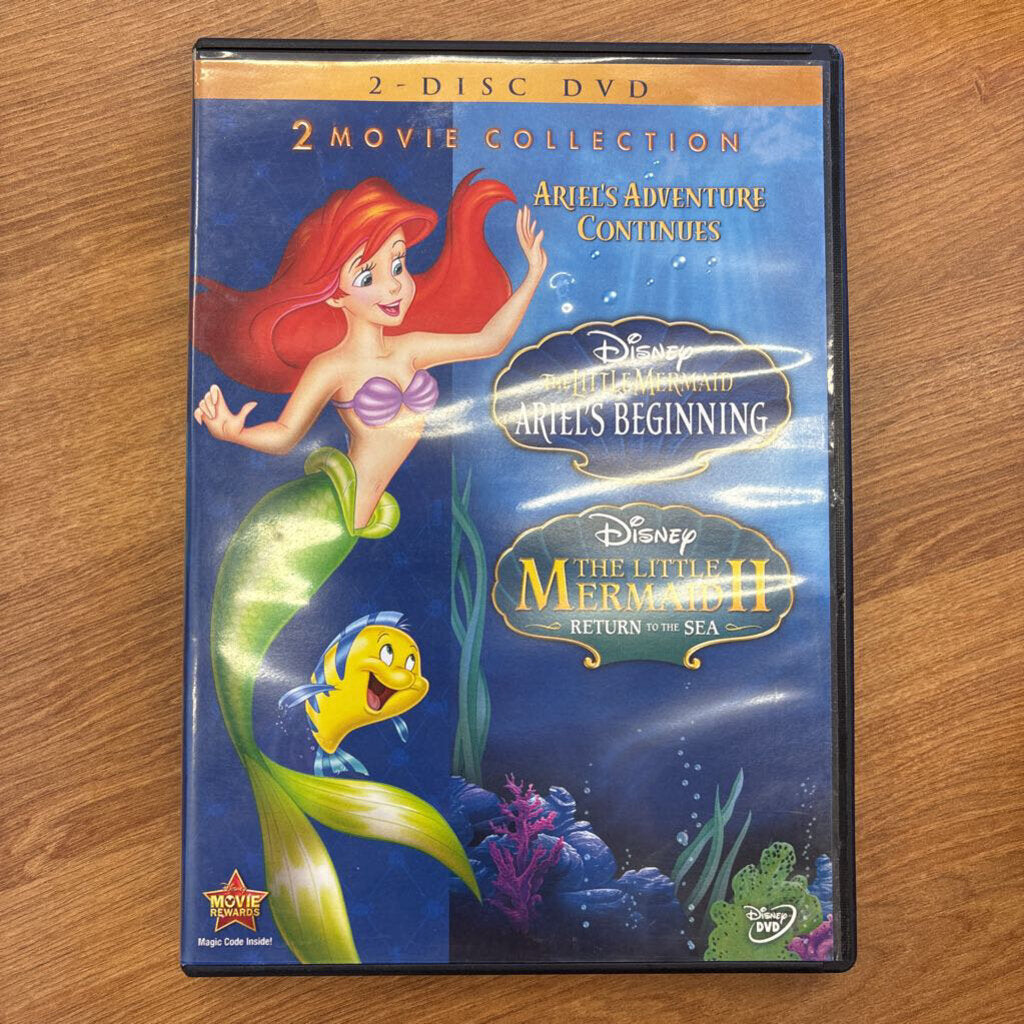 2-DISC DVD
2 MOVIE COLLECTION
ARIEL'S ADVENTURE
CONTINUES
Disney
THE LITTLE MERMAID
ARIEL'S BEGINNING
Disney
THE LITTLE
MERMAID II
RETURN TO THE SEA
Disney
MOVIE
REWARDS
Magic Code Inside!
Disney
DVD